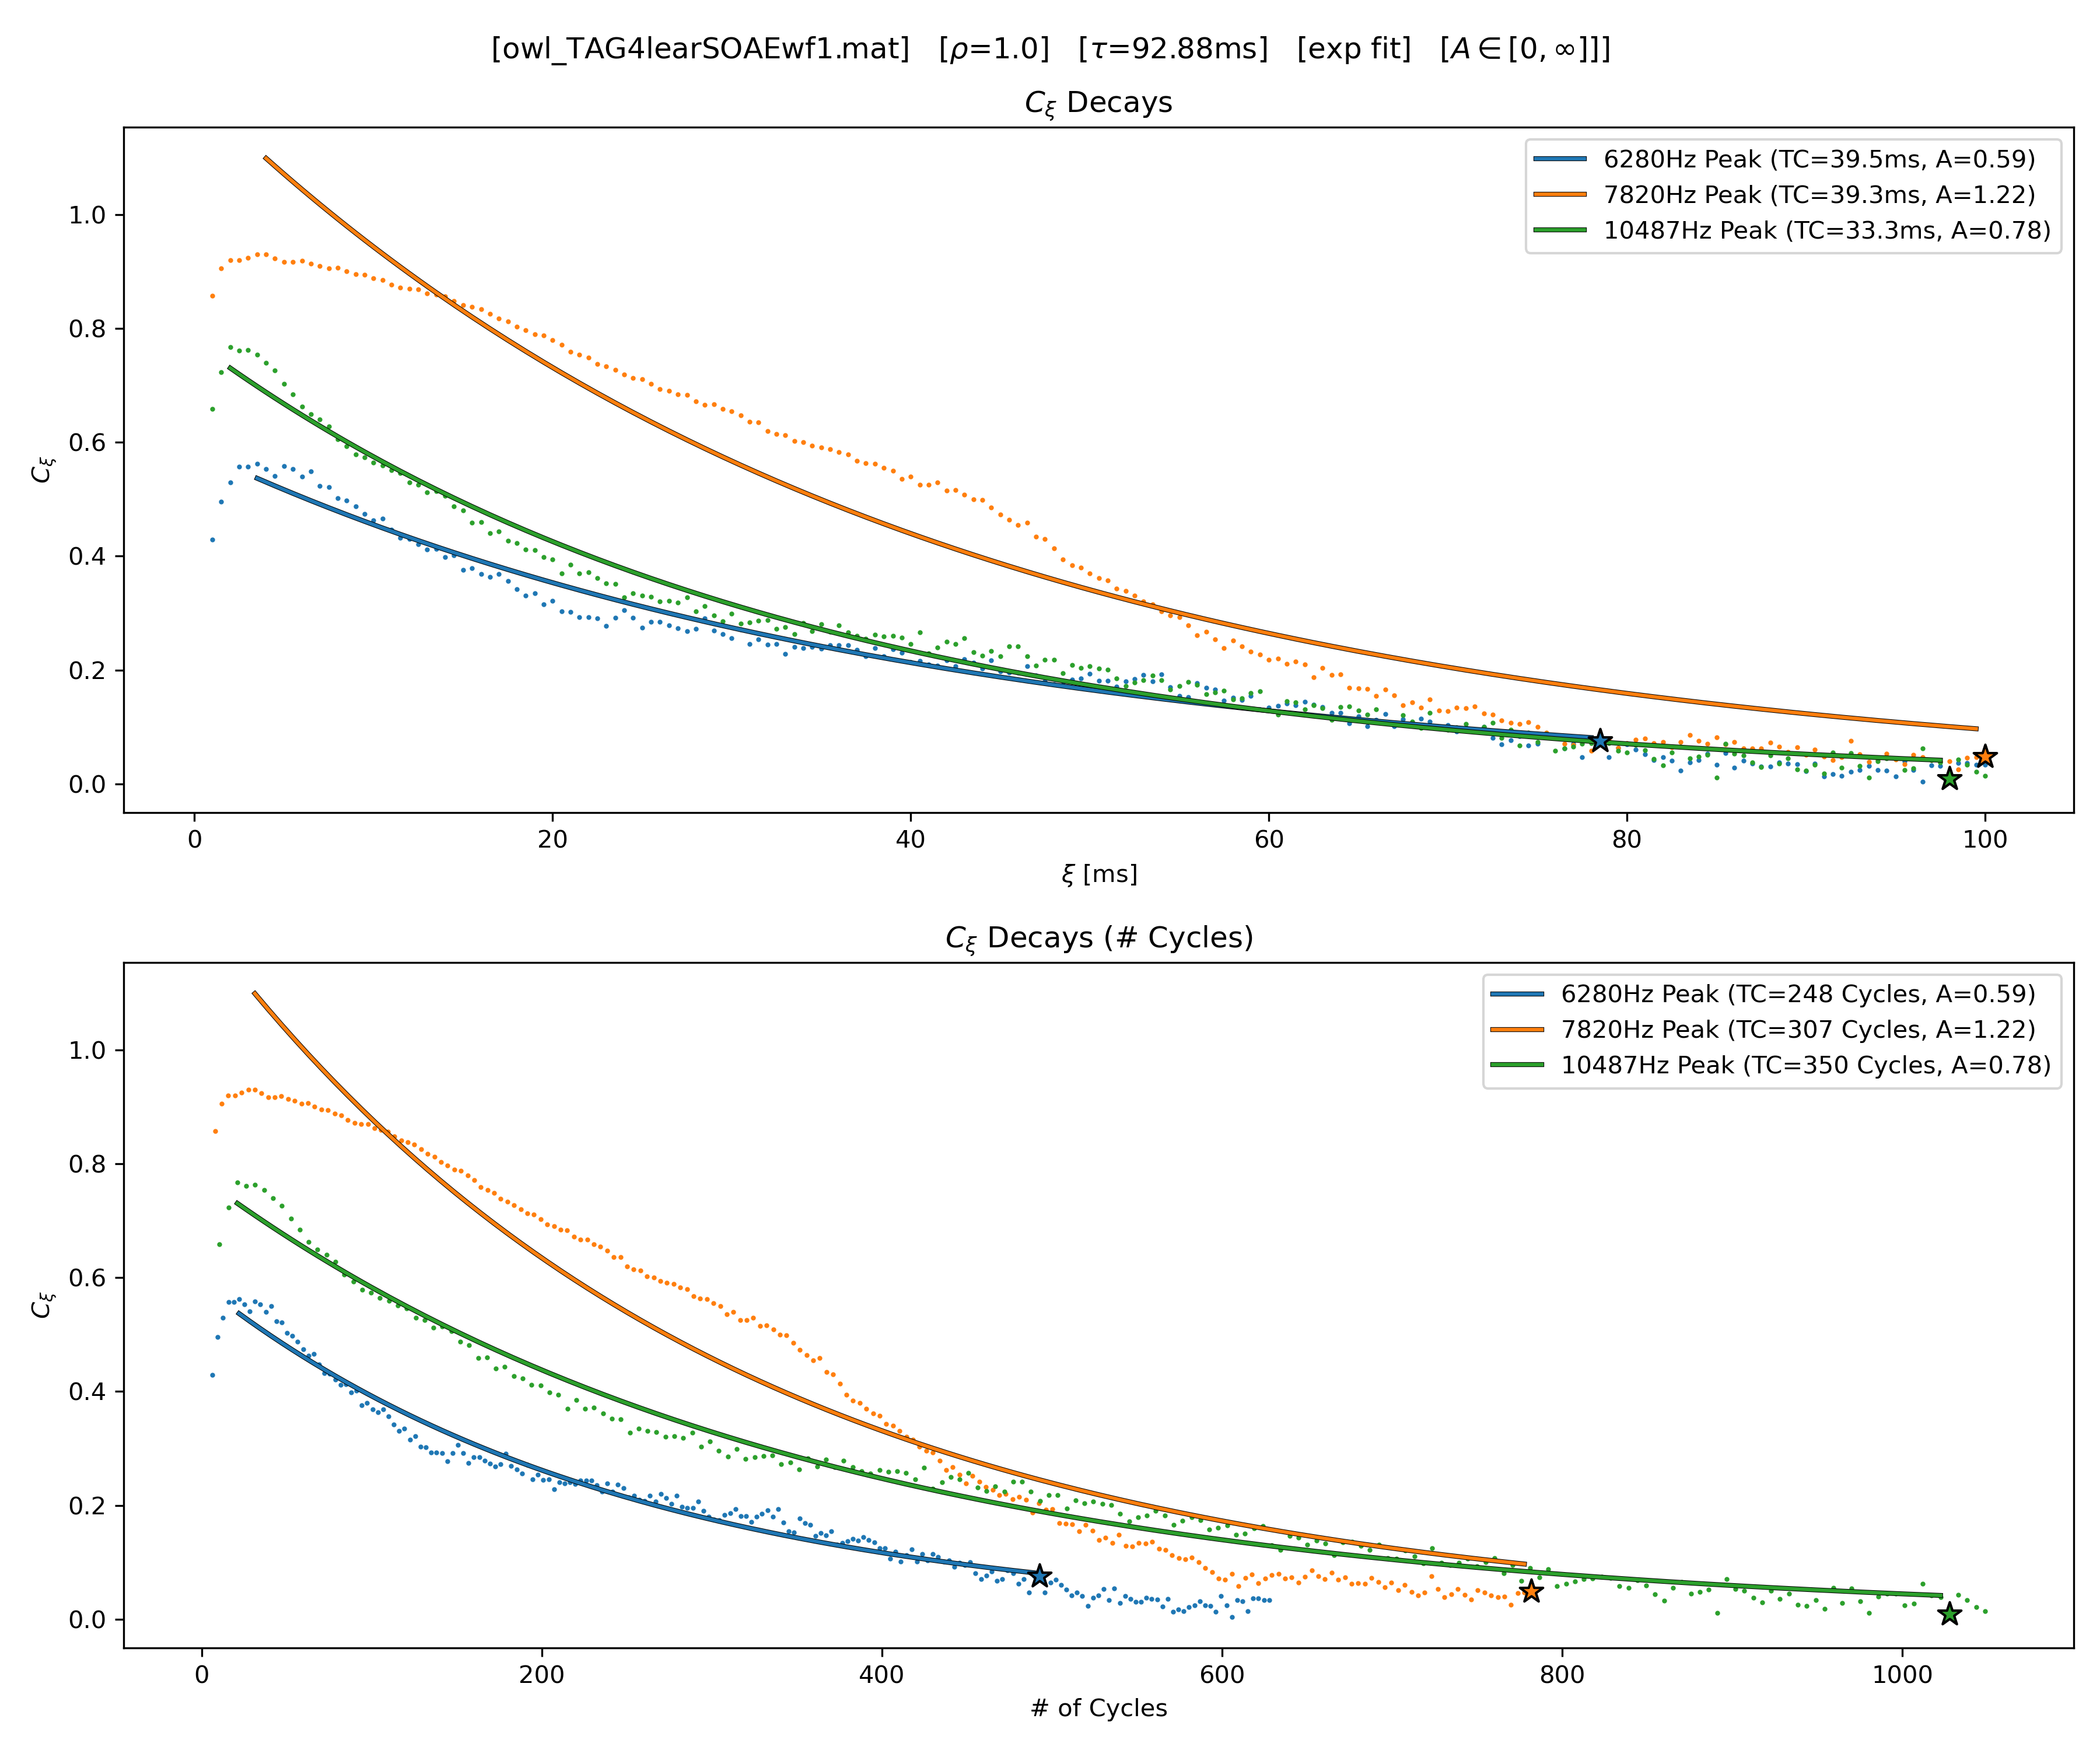 [owl_TAG4learSOAEwf1.mat] [ρ=1.0] [τ=92.88ms] [exp fit] [A ∈ [0, ∞]]]
C_ξ Decays
6280Hz Peak (TC=39.5ms, A=0.59)
7820Hz Peak (TC=39.3ms, A=1.22)
10487Hz Peak (TC=33.3ms, A=0.78)
1.0
0.8
0.6
0.4
0.2
0.0
C_ξ
0 20 40 60 80 100
ξ [ms]
C_ξ Decays (# Cycles)
6280Hz Peak (TC=248 Cycles, A=0.59)
7820Hz Peak (TC=307 Cycles, A=1.22)
10487Hz Peak (TC=350 Cycles, A=0.78)
1.0
0.8
0.6
0.4
0.2
0.0
C_ξ
0 200 400 600 800 1000
# of Cycles